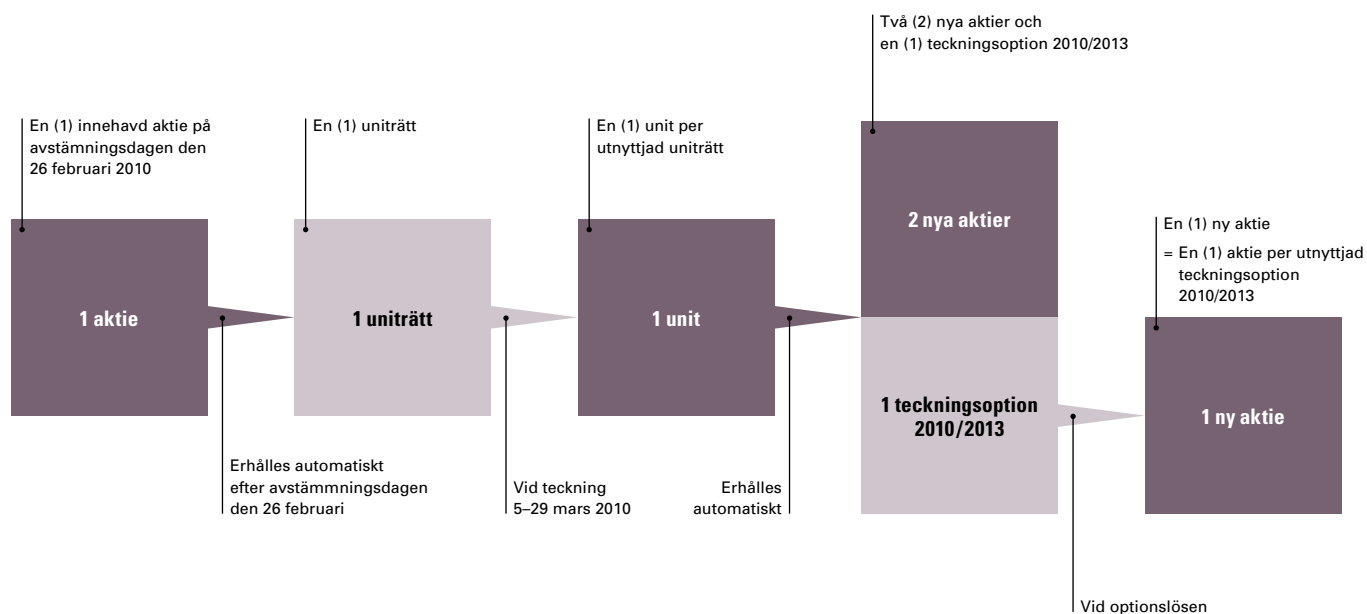 Två (2) nya aktier och
en (1) teckningsoption 2010/2013
En (1) innehavd aktie på
avstämningsdagen den
26 februari 2010
En (1) uniträtt
En (1) unit per
utnyttjad uniträtt
En (1) ny aktie
= En (1) aktie per utnyttjad
teckningsoption
2010/2013
1 aktie
1 uniträtt
1 unit
2 nya aktier
1 teckningsoption
2010/2013
1 ny aktie
Erhålles automatiskt
efter avstämmningsdagen
den 26 februari
Vid teckning
5–29 mars 2010
Erhålles
automatiskt
Vid optionslösen